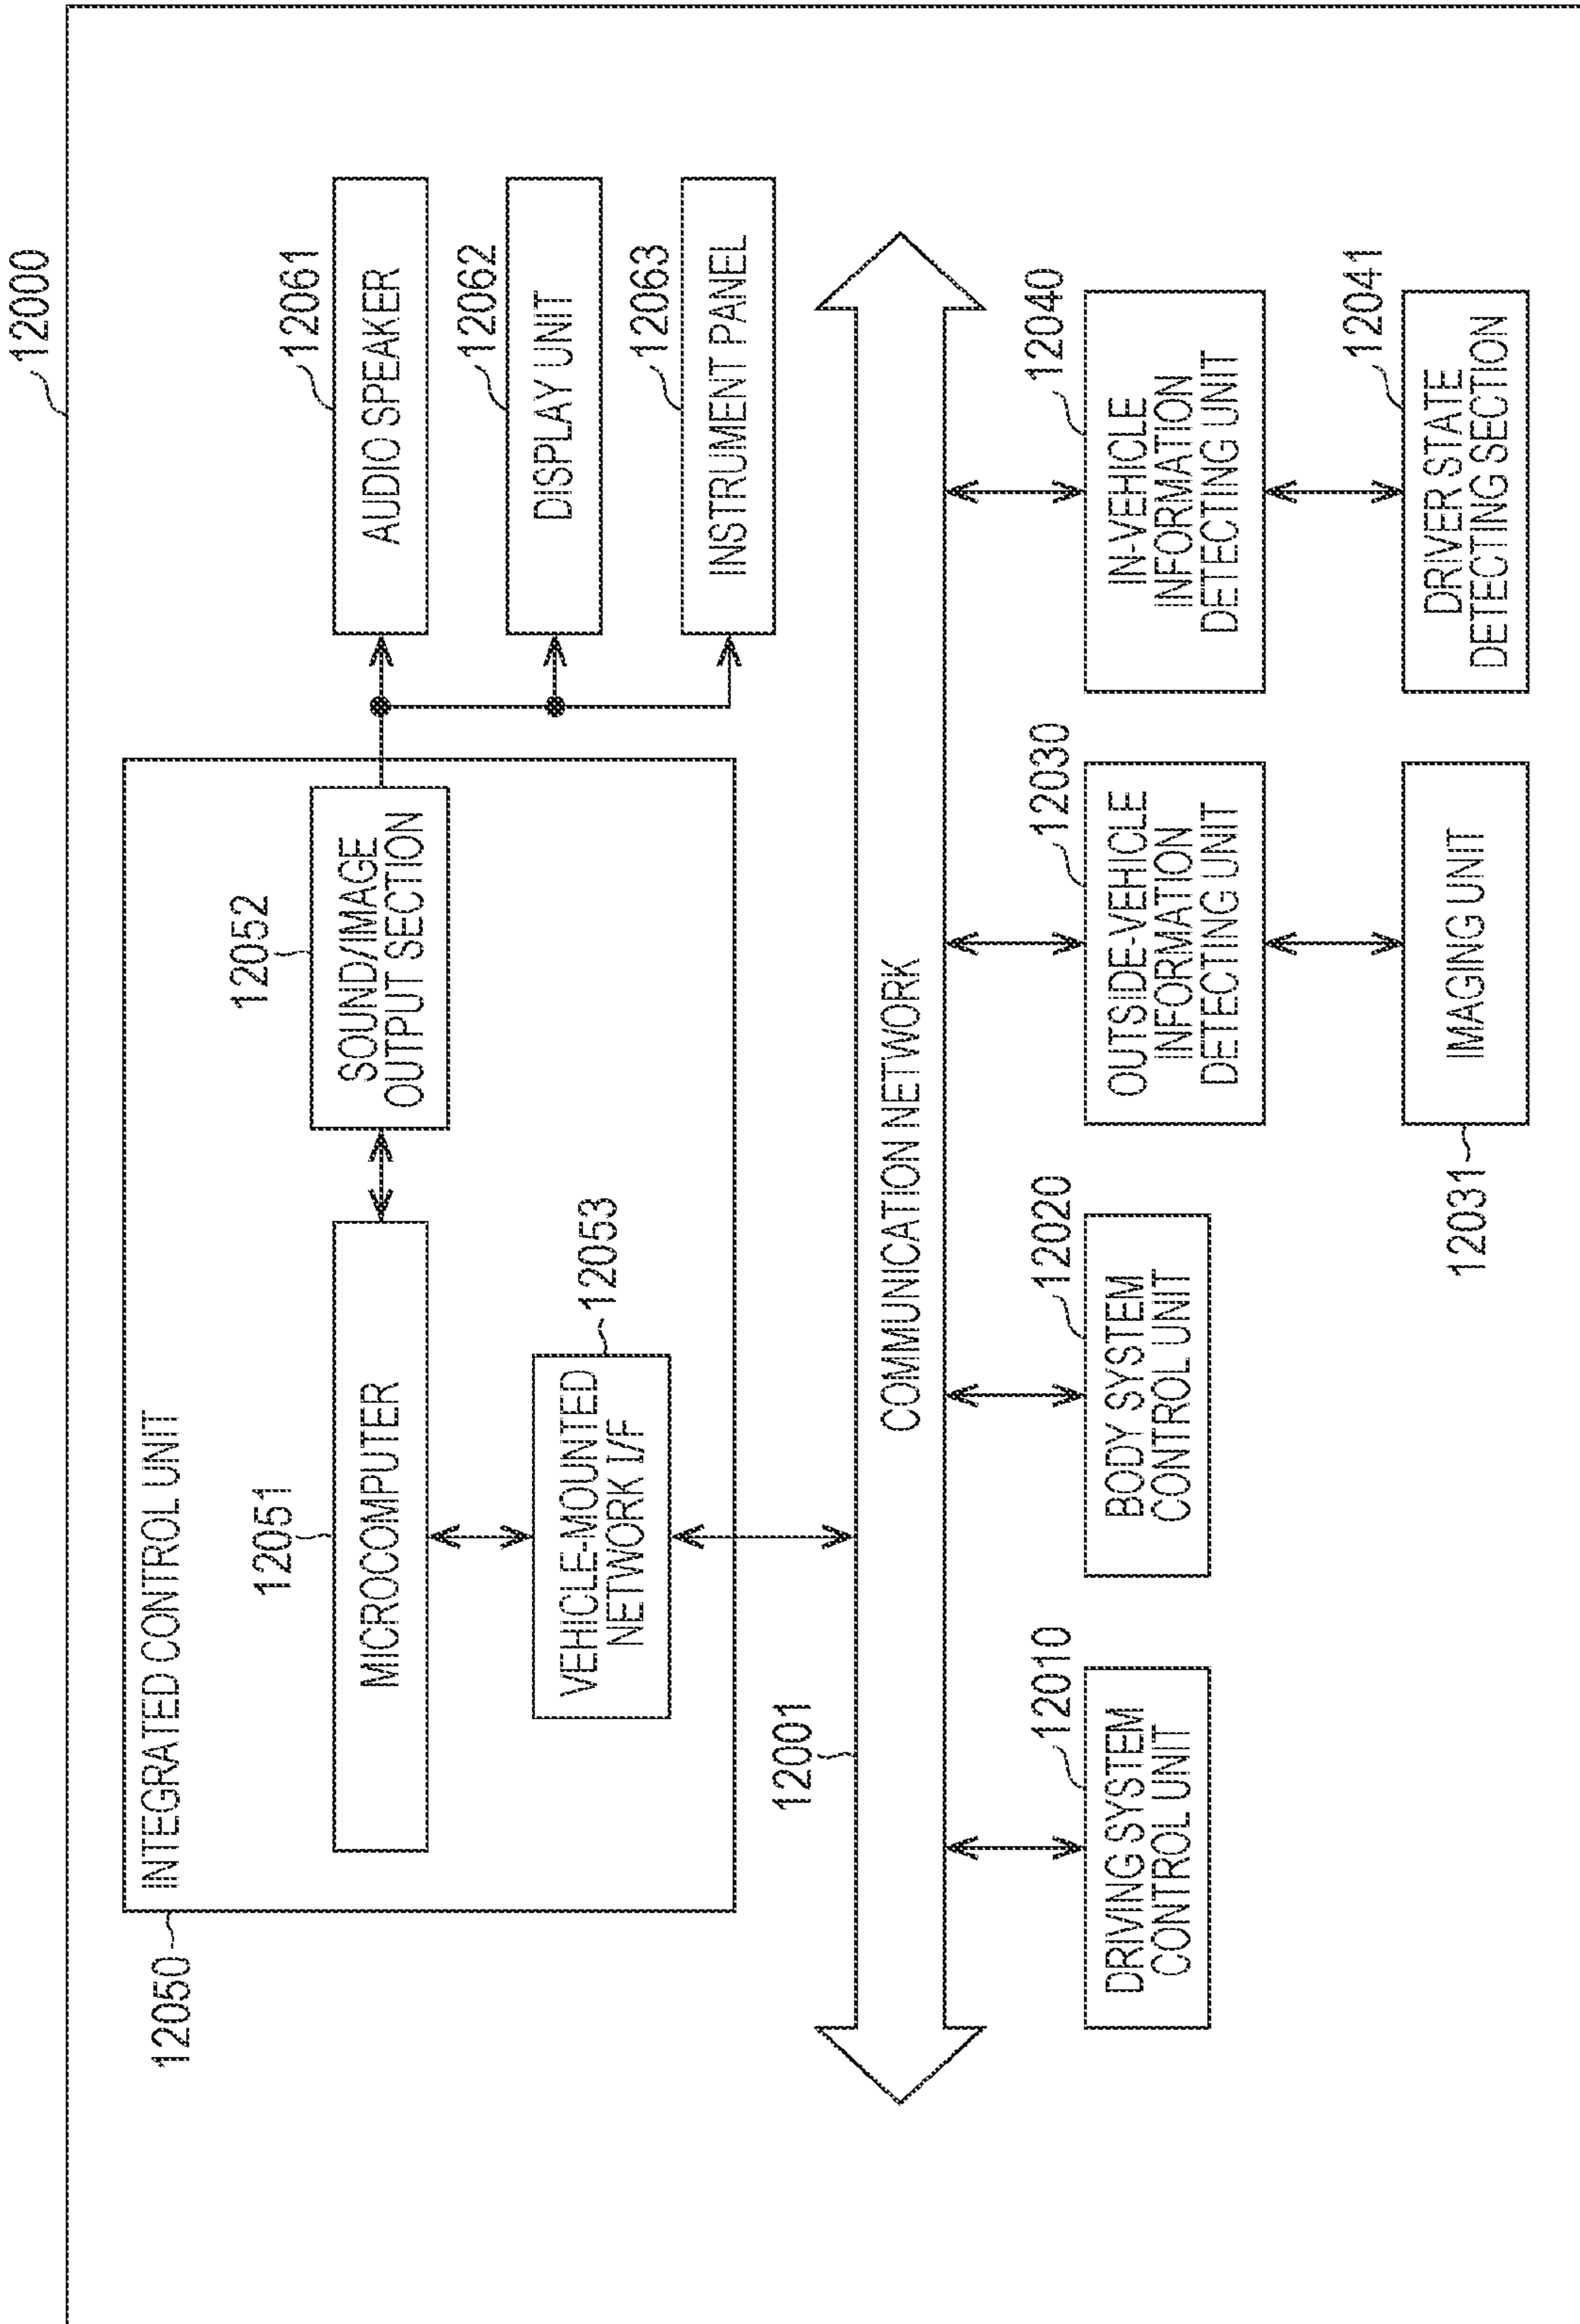 12000
12050
INTEGRATED CONTROL UNIT
12051
MICROCOMPUTER
12052
SOUND/IMAGE
OUTPUT SECTION
12053
VEHICLE-MOUNTED
NETWORK I/F
12061
AUDIO SPEAKER
12062
DISPLAY UNIT
12063
INSTRUMENT PANEL
12001
COMMUNICATION NETWORK
12010
DRIVING SYSTEM
CONTROL UNIT
12020
BODY SYSTEM
CONTROL UNIT
12030
OUTSIDE-VEHICLE
INFORMATION
DETECTING UNIT
12040
IN-VEHICLE
INFORMATION
DETECTING UNIT
12031
IMAGING UNIT
12041
DRIVER STATE
DETECTING SECTION